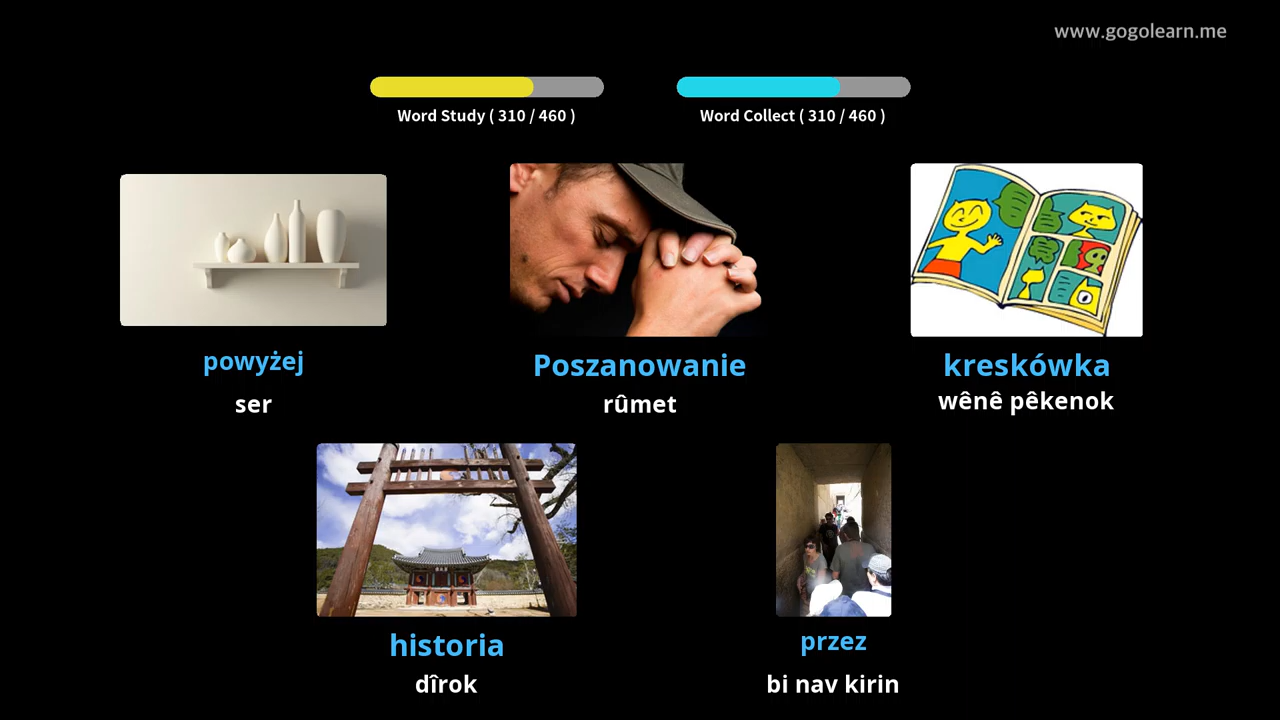 www.gogolearn.me
Word Study ( 310 / 460 )
Word Collect ( 310 / 460 )
powyżej
ser
Poszanowanie
rûmet
kreskówka
wênê pêkenok
historia
dîrok
przez
bi nav kirin